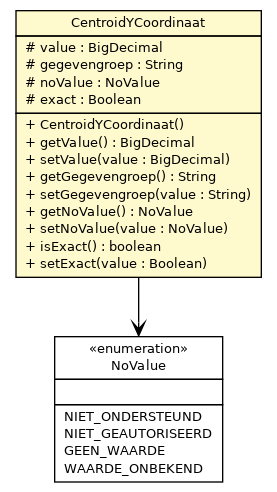 CentroidYCoordinaat
# value : BigDecimal
# gegevengroep : String
# noValue : NoValue
# exact : Boolean
+ CentroidYCoordinaat()
+ getValue() : BigDecimal
+ setValue(value : BigDecimal)
+ getGegevengroep() : String
+ setGegevengroep(value : String)
+ getNoValue() : NoValue
+ setNoValue(value : NoValue)
+ isExact() : boolean
+ setExact(value : Boolean)
«enumeration»
NoValue
NIET_ONDERSTEUND
NIET_GEAUTORISEERD
GEEN_WAARDE
WAARDE_ONBEKEND